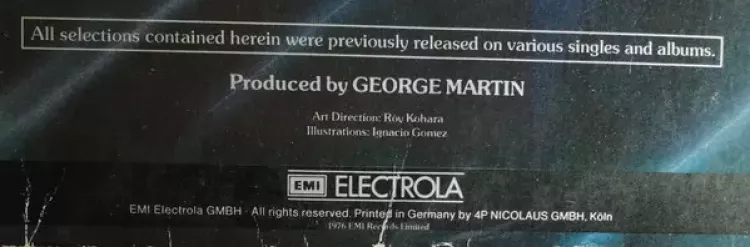 All selections contained herein were previously released on various singles and albums.
Produced by GEORGE MARTIN
Art Direction: Roy Kohara
Illustrations: Ignacio Gomez
EMI ELECTROLA
EMI Electrola GMBH · All rights reserved. Printed in Germany by 4P NICOLAUS GMBH, Köln
1976 EMI Records Limited